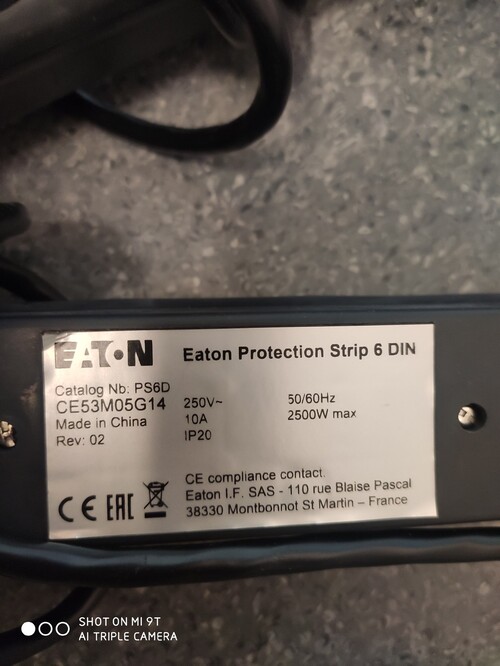 EATON
Eaton Protection Strip 6 DIN
Catalog Nb: PS6D
CE53M05G14
Made in China
Rev: 02
250V~
10A
IP20
50/60Hz
2500W max
CE compliance contact.
Eaton I.F. SAS - 110 rue Blaise Pascal
38330 Montbonnot St Martin – France
CE EAC
SHOT ON MI 9T
AI TRIPLE CAMERA